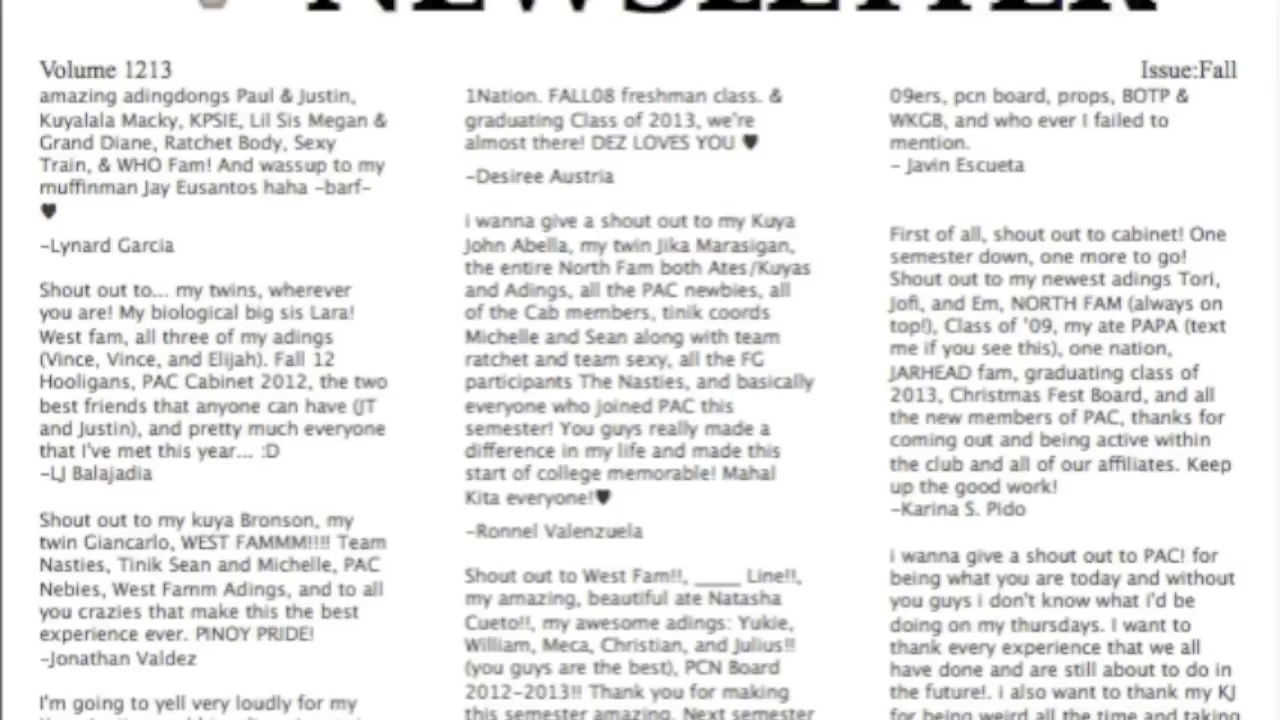 NEWSLETTER
Volume 1213
Issue:Fall
amazing adingdongs Paul & Justin,
Kuyalala Macky, KPSIE, Lil Sis Megan &
Grand Diane, Ratchet Body, Sexy
Train, & WHO Fam! And wassup to my
muffinman Jay Eusantos haha -barf-
♥
-Lynard Garcia
Shout out to... my twins, wherever
you are! My biological big sis Lara!
West fam, all three of my adings
(Vince, Vince, and Elijah). Fall 12
Hooligans, PAC Cabinet 2012, the two
best friends that anyone can have (JT
and Justin), and pretty much everyone
that I've met this year... :D
-LJ Balajadia
Shout out to my kuya Bronson, my
twin Giancarlo, WEST FAMMM!!!! Team
Nasties, Tinik Sean and Michelle, PAC
Nebies, West Famm Adings, and to all
you crazies that make this the best
experience ever. PINOY PRIDE!
-Jonathan Valdez
I'm going to yell very loudly for my
1Nation. FALL08 freshman class. &
graduating Class of 2013, we're
almost there! DEZ LOVES YOU ♥
-Desiree Austria
i wanna give a shout out to my Kuya
John Abella, my twin Jika Marasigan,
the entire North Fam both Ates/Kuyas
and Adings, all the PAC newbies, all
of the Cab members, tinik coords
Michelle and Sean along with team
ratchet and team sexy, all the FG
participants The Nasties, and basically
everyone who joined PAC this
semester! You guys really made a
difference in my life and made this
start of college memorable! Mahal
Kita everyone!♥
-Ronnel Valenzuela
Shout out to West Fam!!, ____ Line!!,
my amazing, beautiful ate Natasha
Cueto!!, my awesome adings: Yukie,
William, Meca, Christian, and Julius!!
(you guys are the best), PCN Board
2012-2013!! Thank you for making
this semester amazing. Next semester
09ers, pcn board, props, BOTP &
WKGB, and who ever I failed to
mention.
- Javin Escueta
First of all, shout out to cabinet! One
semester down, one more to go!
Shout out to my newest adings Tori,
Jofi, and Em, NORTH FAM (always on
top!), Class of '09, my ate PAPA (text
me if you see this), one nation,
JARHEAD fam, graduating class of
2013, Christmas Fest Board, and all
the new members of PAC, thanks for
coming out and being active within
the club and all of our affiliates. Keep
up the good work!
-Karina S. Pido
i wanna give a shout out to PAC! for
being what you are today and without
you guys i don't know what i'd be
doing on my thursdays. I want to
thank every experience that we all
have done and are still about to do in
the future!. i also want to thank my KJ
for being weird all the time and taking